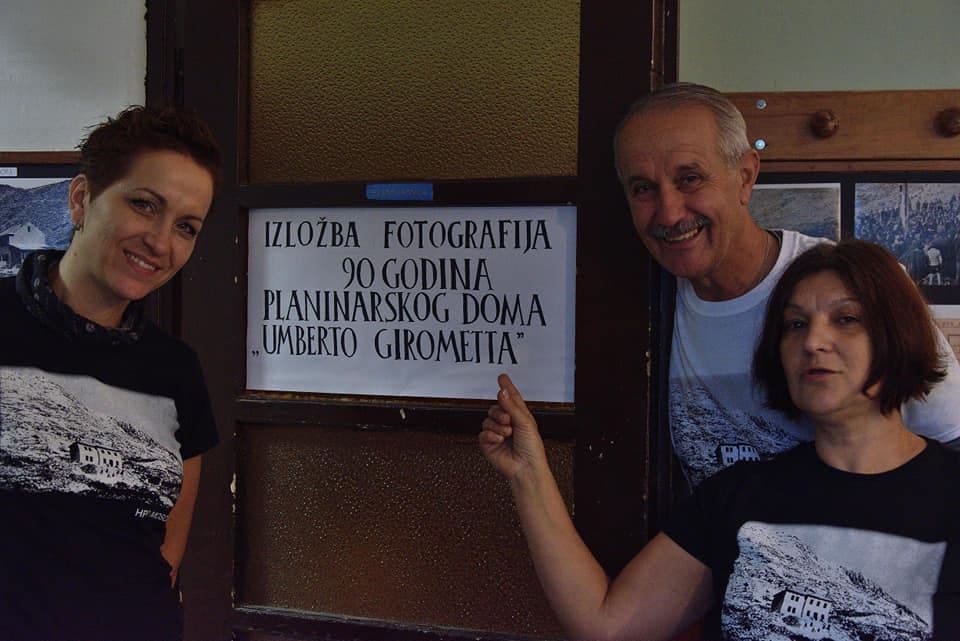 IZLOŽBA FOTOGRAFIJA
90 GODINA
PLANINARSKOG DOMA
„UMBERTO GIROMETTA"